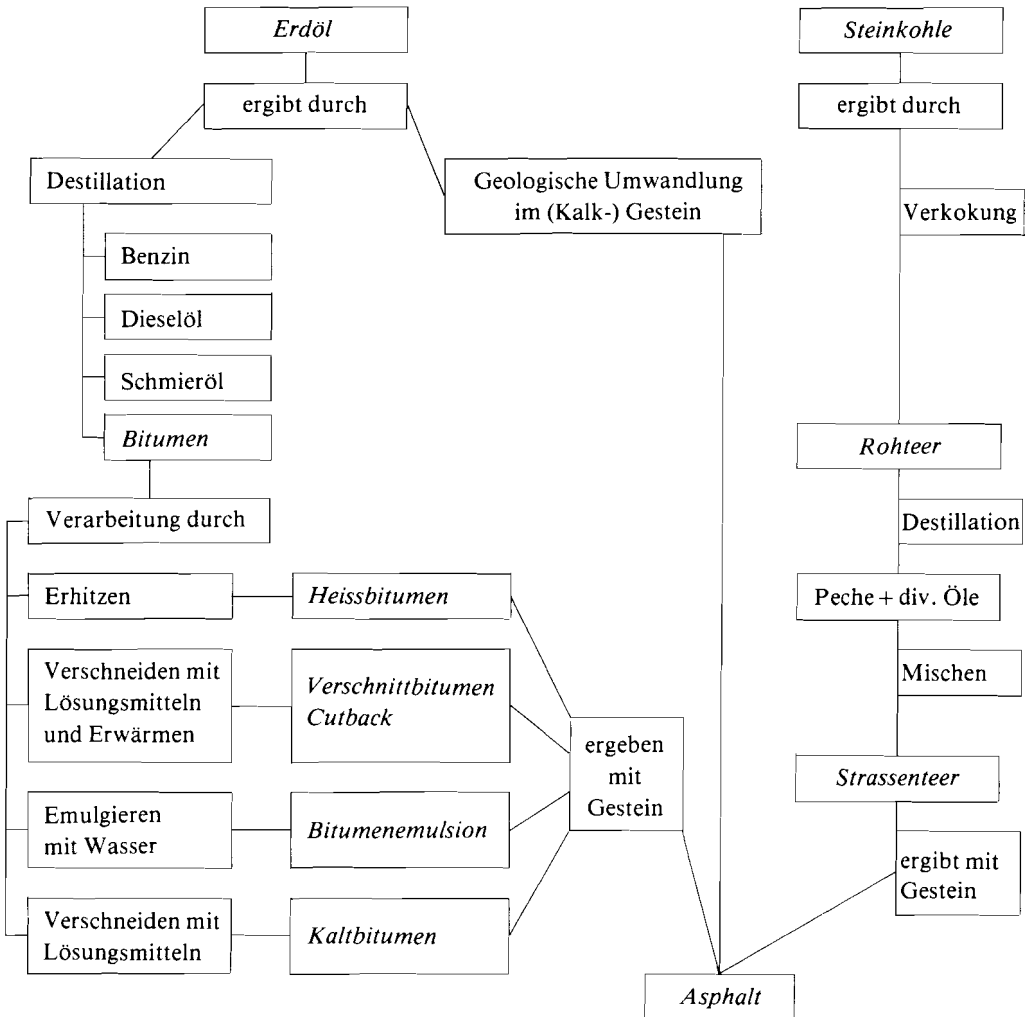 Erdöl
ergibt durch
Destillation
Geologische Umwandlung
im (Kalk-) Gestein
Benzin
Dieselöl
Schmieröl
Bitumen
Verarbeitung durch
Erhitzen
Heissbitumen
Verschneiden mit
Lösungsmitteln
und Erwärmen
Verschnittbitumen
Cutback
Emulgieren
mit Wasser
Bitumenemulsion
Verschneiden mit
Lösungsmitteln
Kaltbitumen
ergeben
mit
Gestein
Steinkohle
ergibt durch
Verkokung
Rohteer
Destillation
Peche + div. Öle
Mischen
Strassenteer
ergibt mit
Gestein
Asphalt